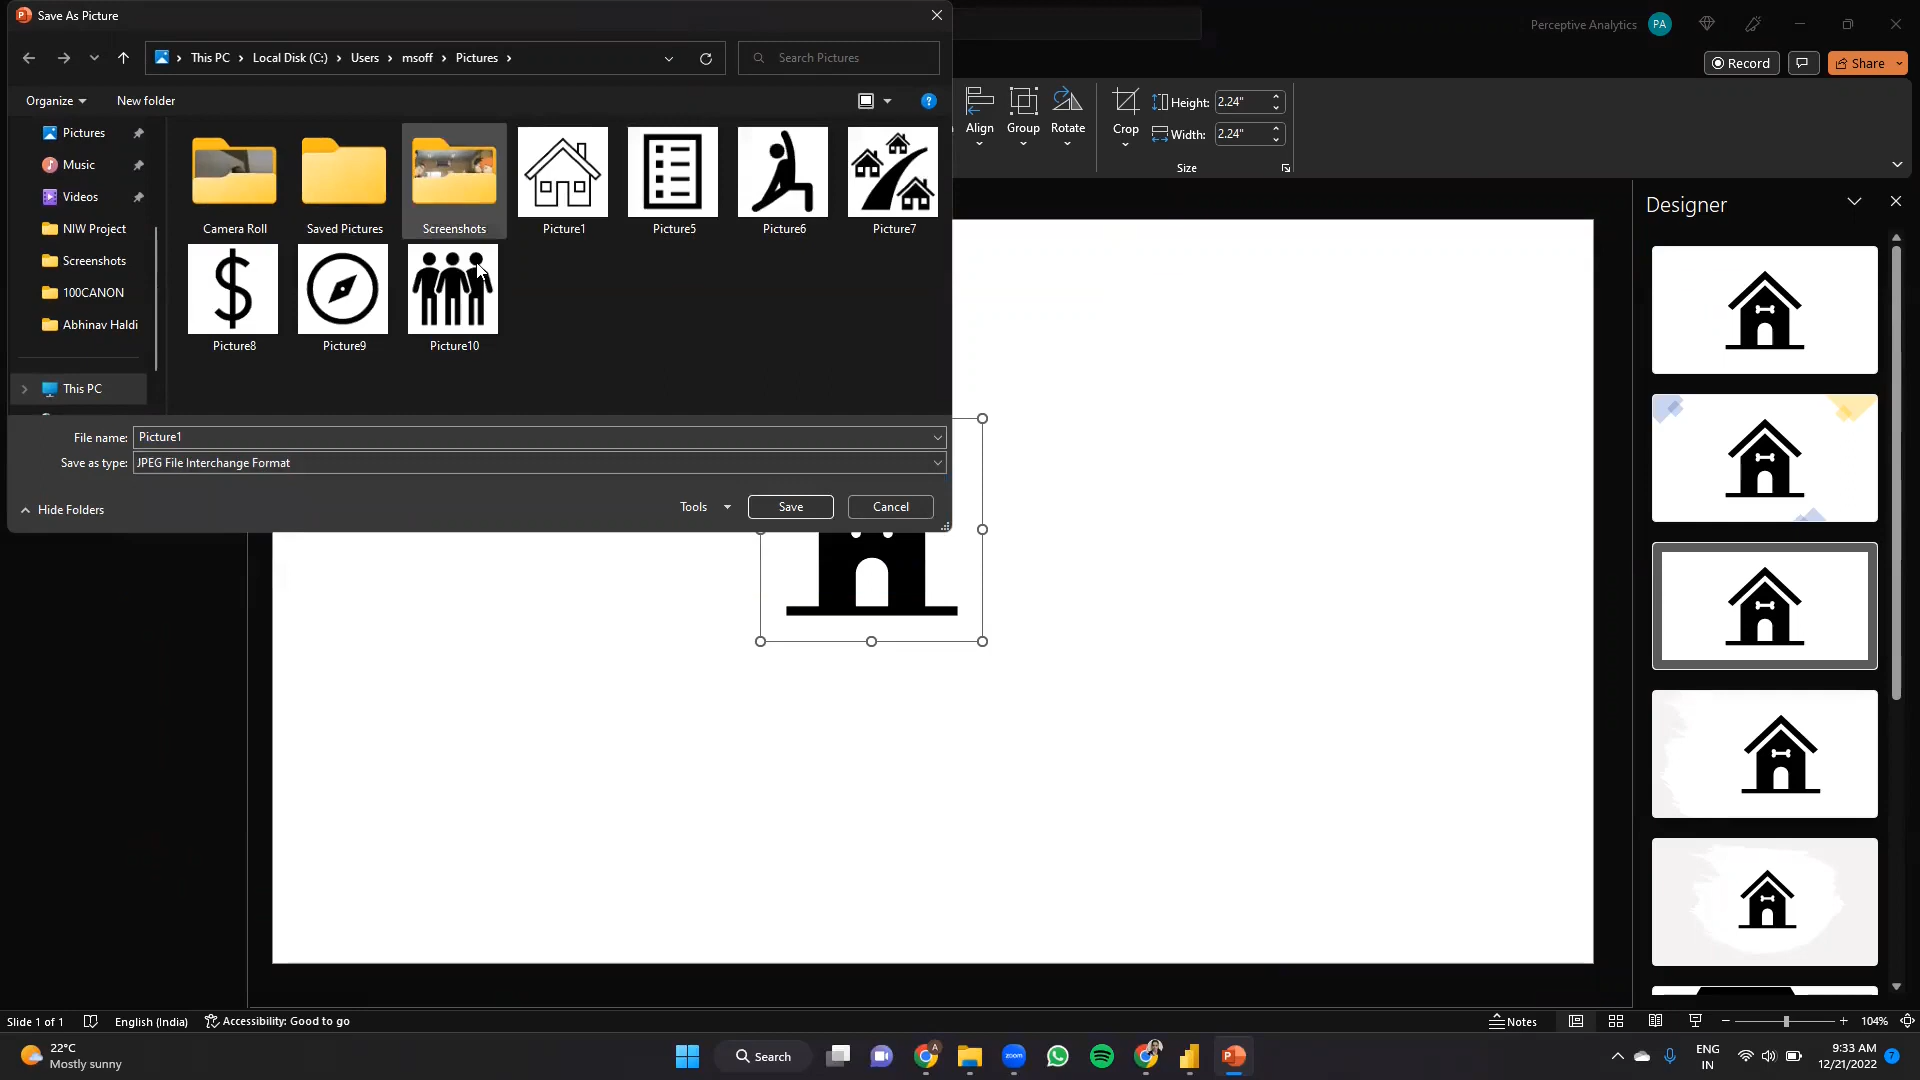 Save As Picture
This PC
Local Disk (C:)
Users
msoff
Pictures
Search Pictures
Organize
New folder
Pictures
Music
Videos
NIW Project
Screenshots
100CANON
Abhinav Haldi
This PC
Camera Roll
Saved Pictures
Screenshots
Picture1
Picture5
Picture6
Picture7
Picture8
Picture9
Picture10
File name: Picture1
Save as type: JPEG File Interchange Format
Hide Folders
Tools
Save
Cancel
Perceptive Analytics
PA
Record
Share
Align
Group
Rotate
Crop
Height: 2.24"
Width: 2.24"
Size
Designer
Slide 1 of 1
English (India)
Accessibility: Good to go
Notes
104%
22°C
Mostly sunny
Search
zoom
ENG
IN
9:33 AM
12/21/2022
7